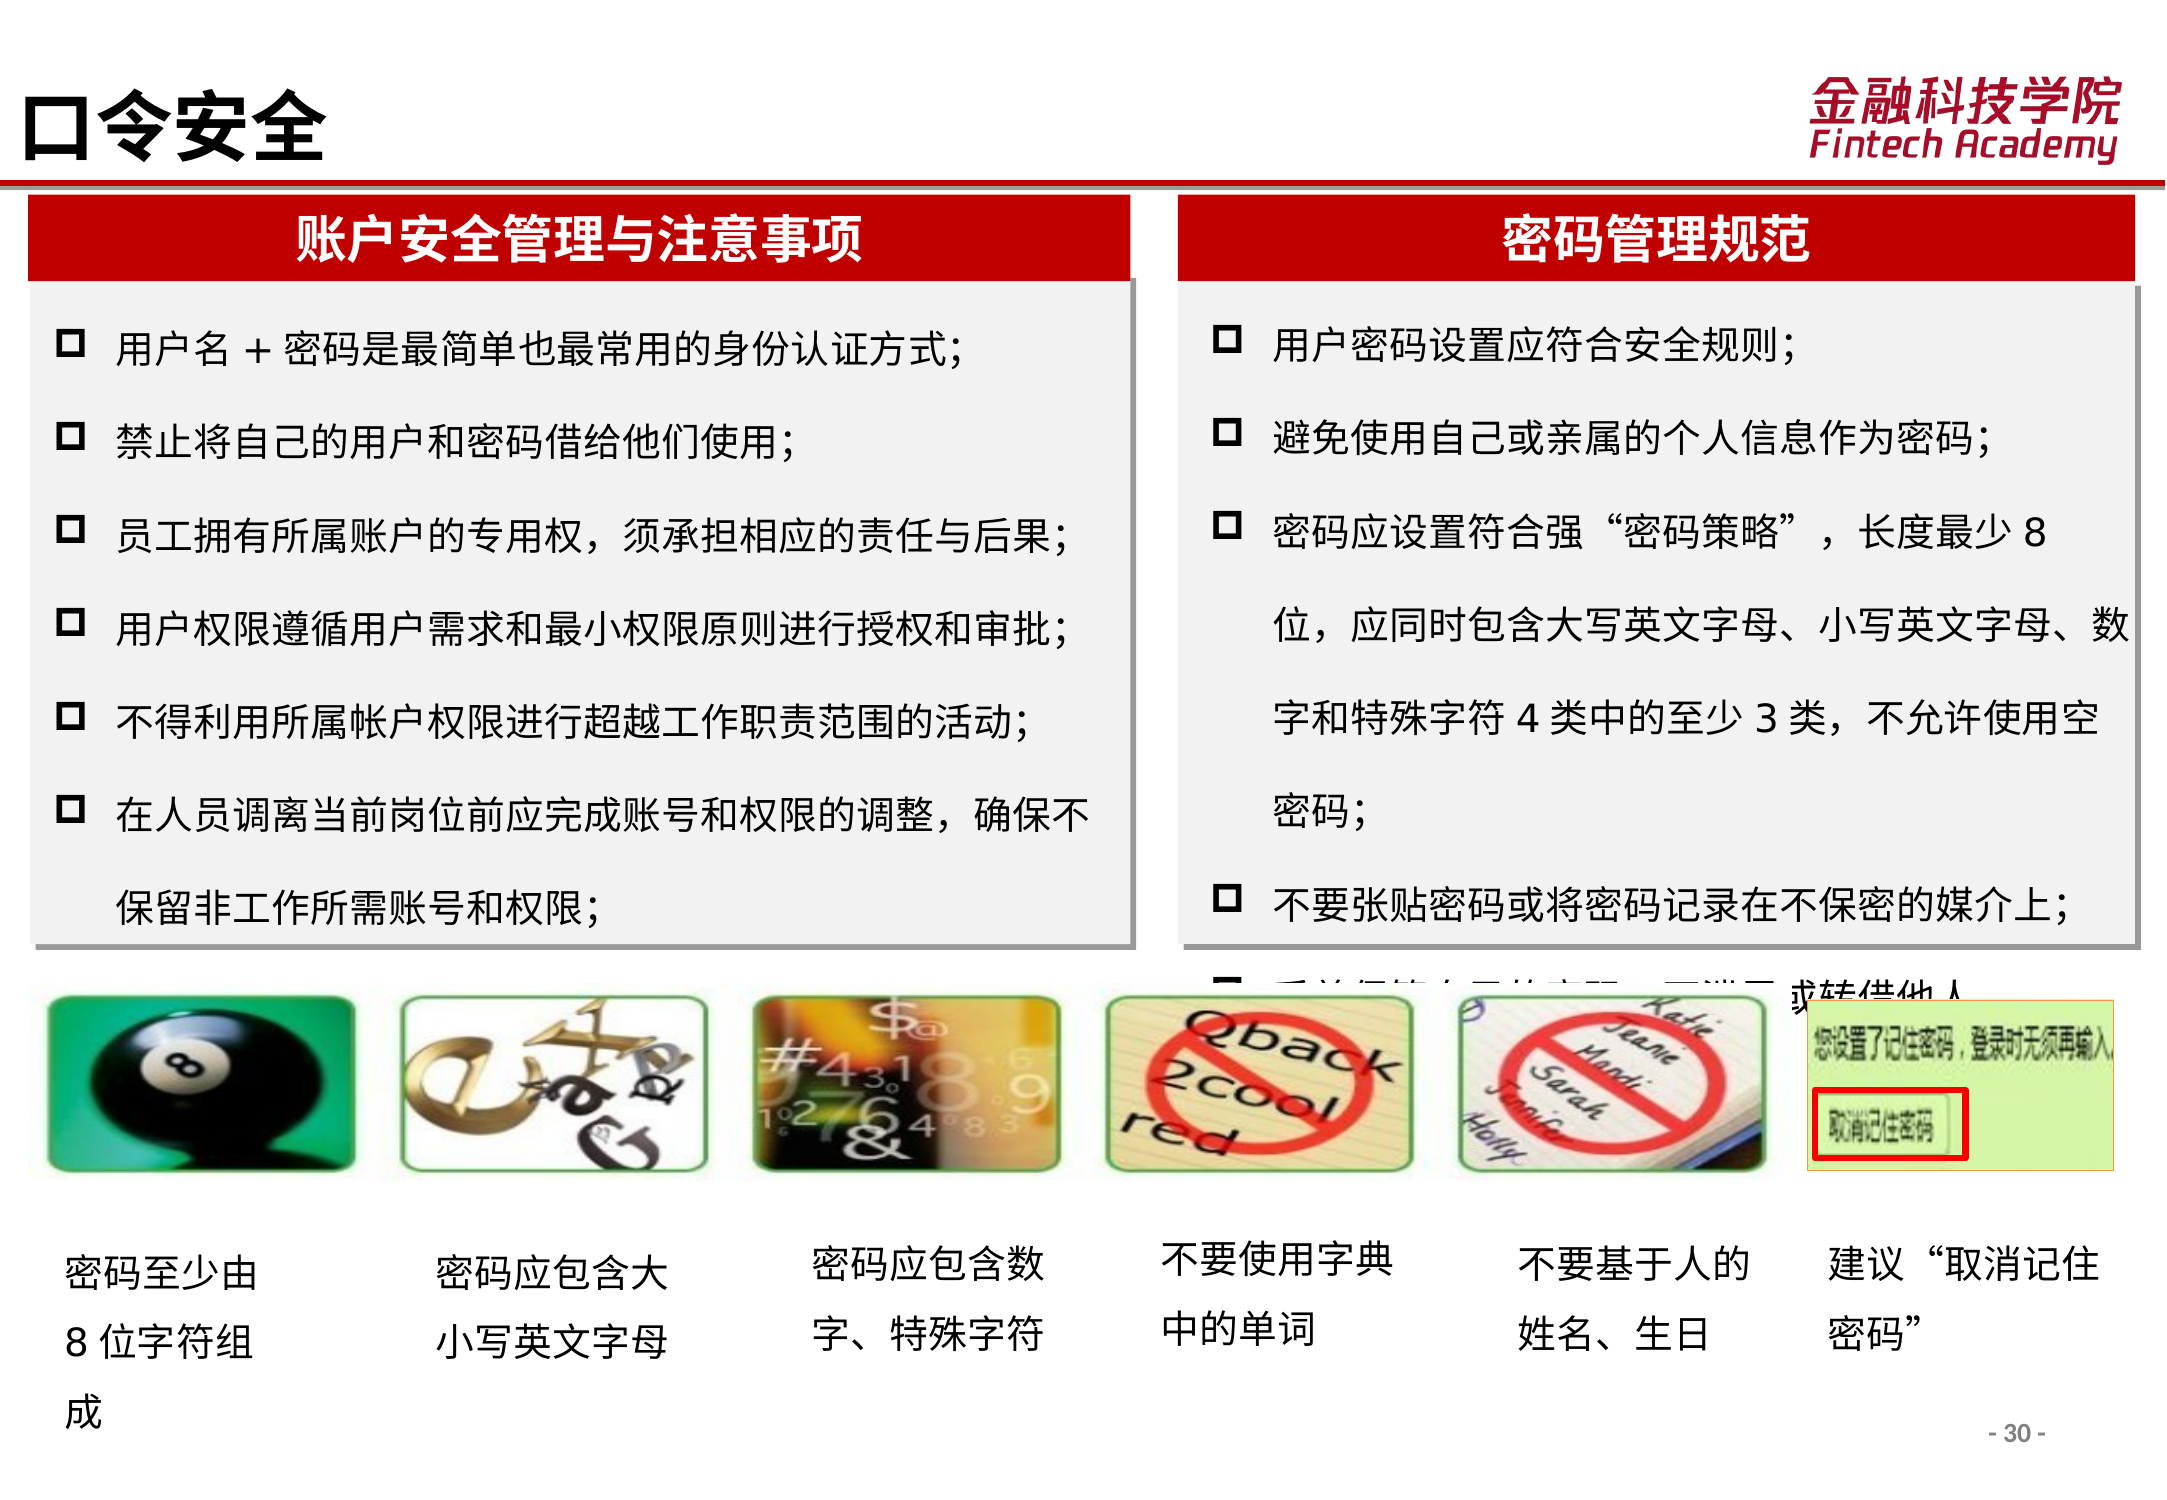 口令安全
金融科技学院
Fintech Academy
账户安全管理与注意事项
用户名 + 密码是最简单也最常用的身份认证方式；
禁止将自己的用户和密码借给他们使用；
员工拥有所属账户的专用权，须承担相应的责任与后果；
用户权限遵循用户需求和最小权限原则进行授权和审批；
不得利用所属帐户权限进行超越工作职责范围的活动；
在人员调离当前岗位前应完成账号和权限的调整，确保不
保留非工作所需账号和权限；
密码管理规范
用户密码设置应符合安全规则；
避免使用自己或亲属的个人信息作为密码；
密码应设置符合强“密码策略”，长度最少 8
位，应同时包含大写英文字母、小写英文字母、数
字和特殊字符 4 类中的至少 3 类，不允许使用空
密码；
不要张贴密码或将密码记录在不保密的媒介上；
或转借他人
8
Qback
2cool
red
Katie
Jeanie
Mandi
Sarah
Jennifer
Holly
您设置了记住密码，登录时无须再输入
取消记住密码
密码至少由
8 位字符组
成
密码应包含大
小写英文字母
密码应包含数
字、特殊字符
不要使用字典
中的单词
不要基于人的
姓名、生日
建议“取消记住
密码”
- 30 -